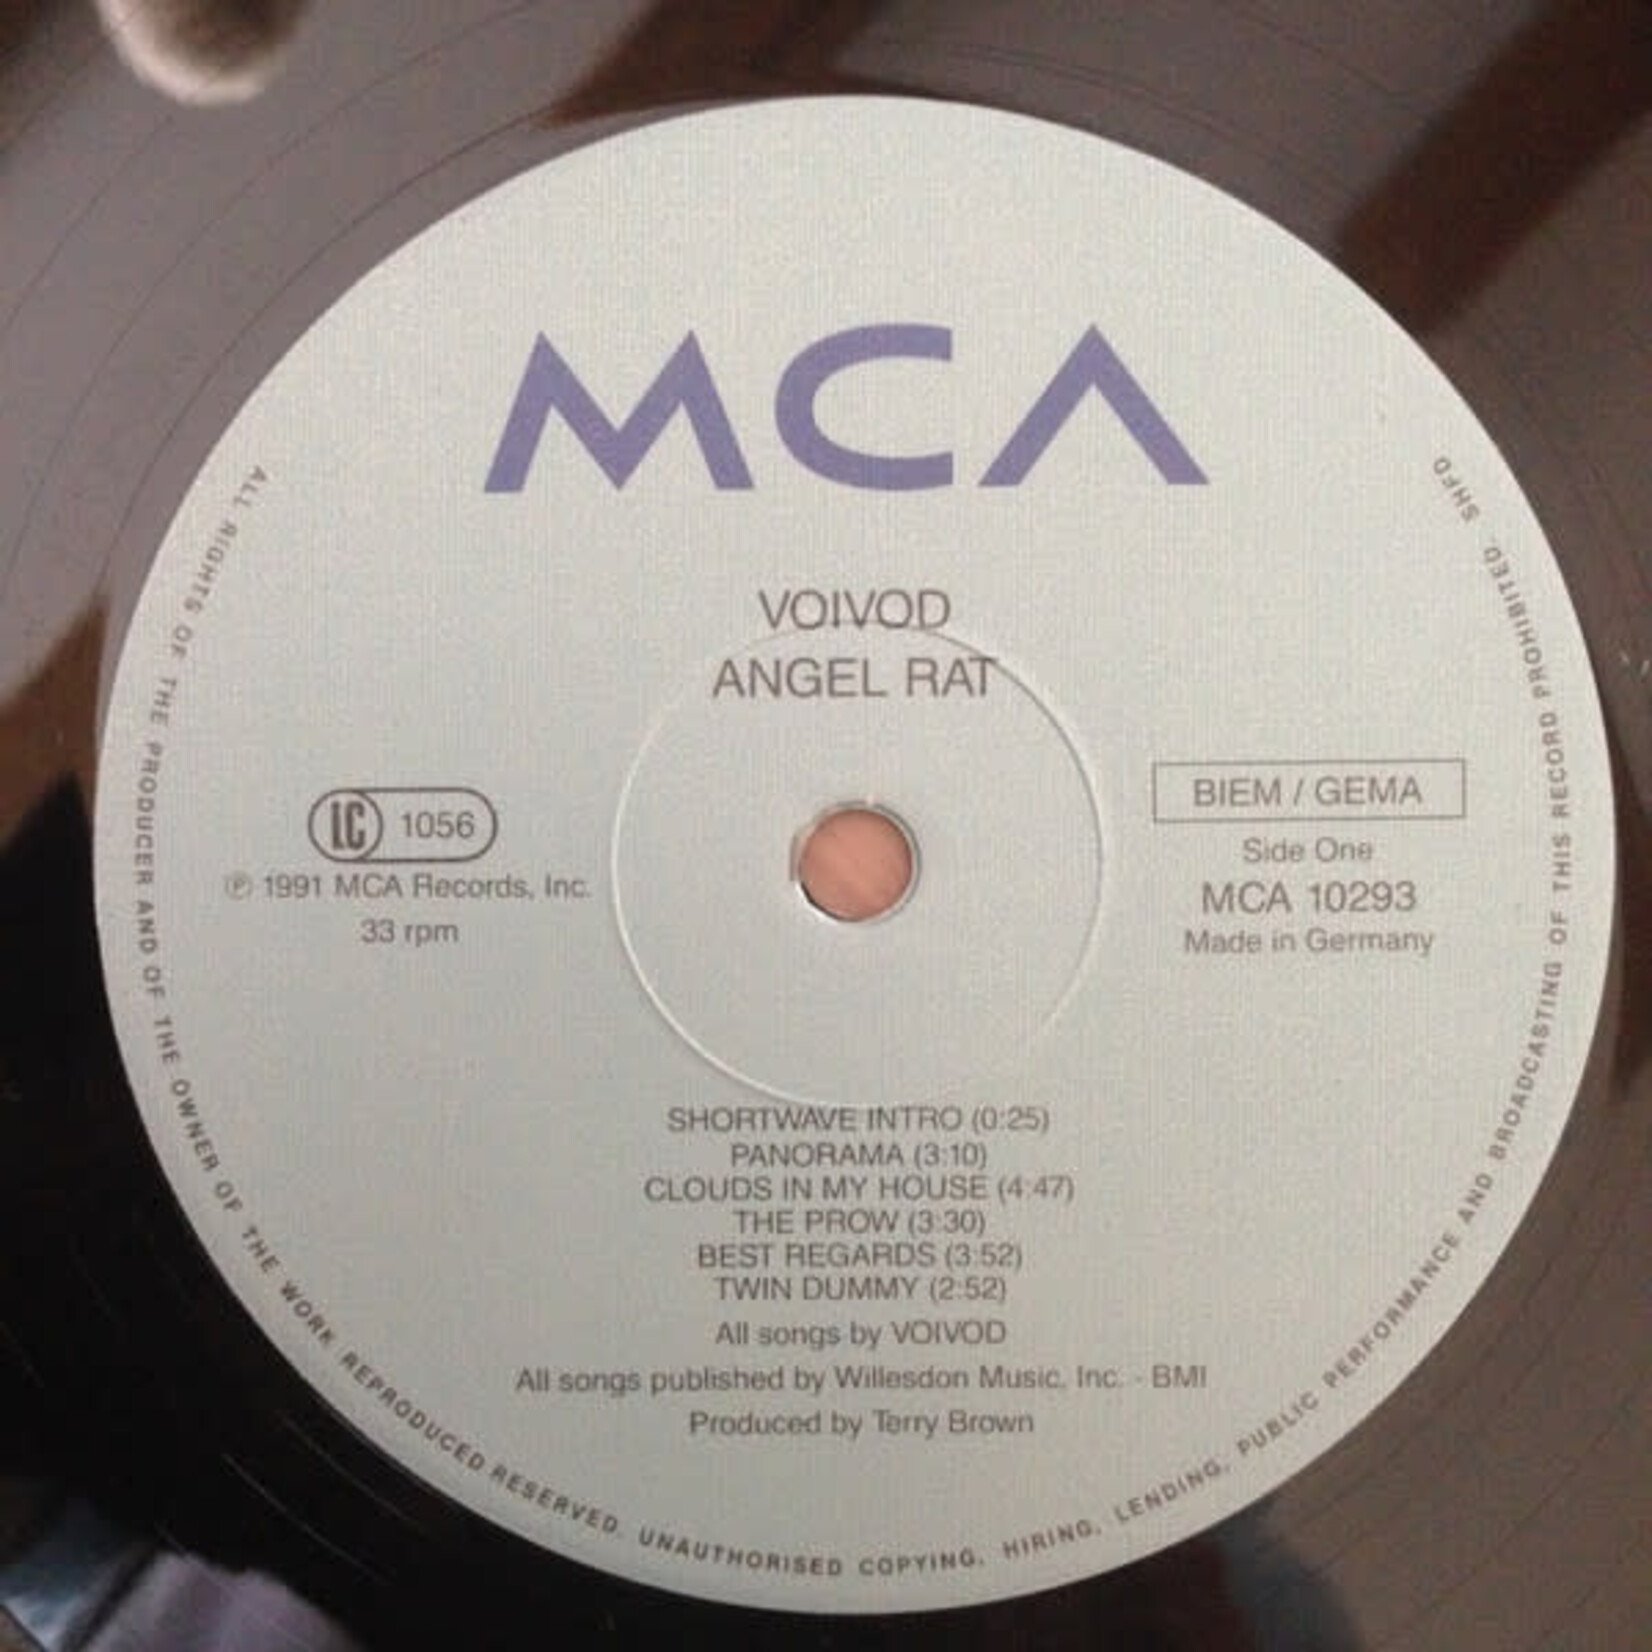 MCA
VOIVOD
ANGEL RAT
LC 1056
℗ 1991 MCA Records, Inc.
33 rpm
BIEM / GEMA
Side One
MCA 10293
Made in Germany
SHORTWAVE INTRO (0:25)
PANORAMA (3:10)
CLOUDS IN MY HOUSE (4:47)
THE PROW (3:30)
BEST REGARDS (3:52)
TWIN DUMMY (2:52)
All songs by VOIVOD
All songs published by Willesdon Music, Inc. - BMI
Produced by Terry Brown
ALL RIGHTS OF THE PRODUCER AND OF THE OWNER OF THE WORK REPRODUCED RESERVED. UNAUTHORISED COPYING, HIRING, LENDING, PUBLIC PERFORMANCE AND BROADCASTING OF THIS RECORD PROHIBITED. SHFD